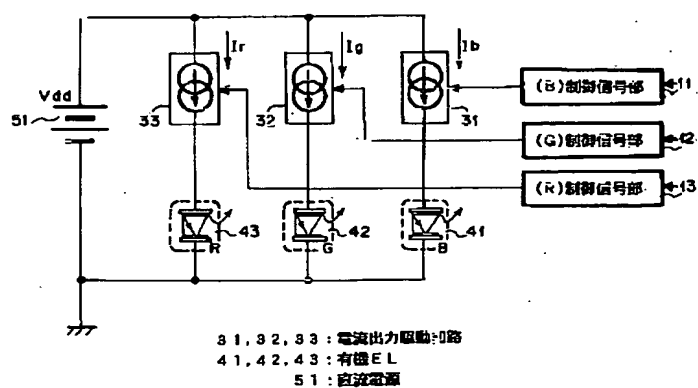 Ir
Ig
Ib
Vdd
51
33
32
31
(B)制御信号部
11
(G)制御信号部
12
(R)制御信号部
13
43
42
41
R
G
B
31,32,33:電流出力駆動回路
41,42,43:有機EL
51:直流電源